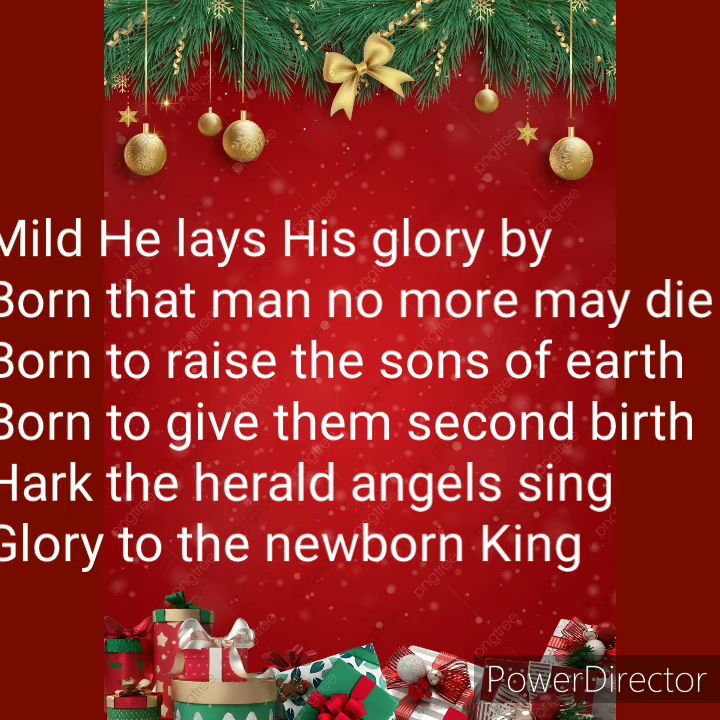 Mild He lays His glory by
Born that man no more may die
Born to raise the sons of earth
Born to give them second birth
Hark the herald angels sing
Glory to the newborn King
PowerDirector